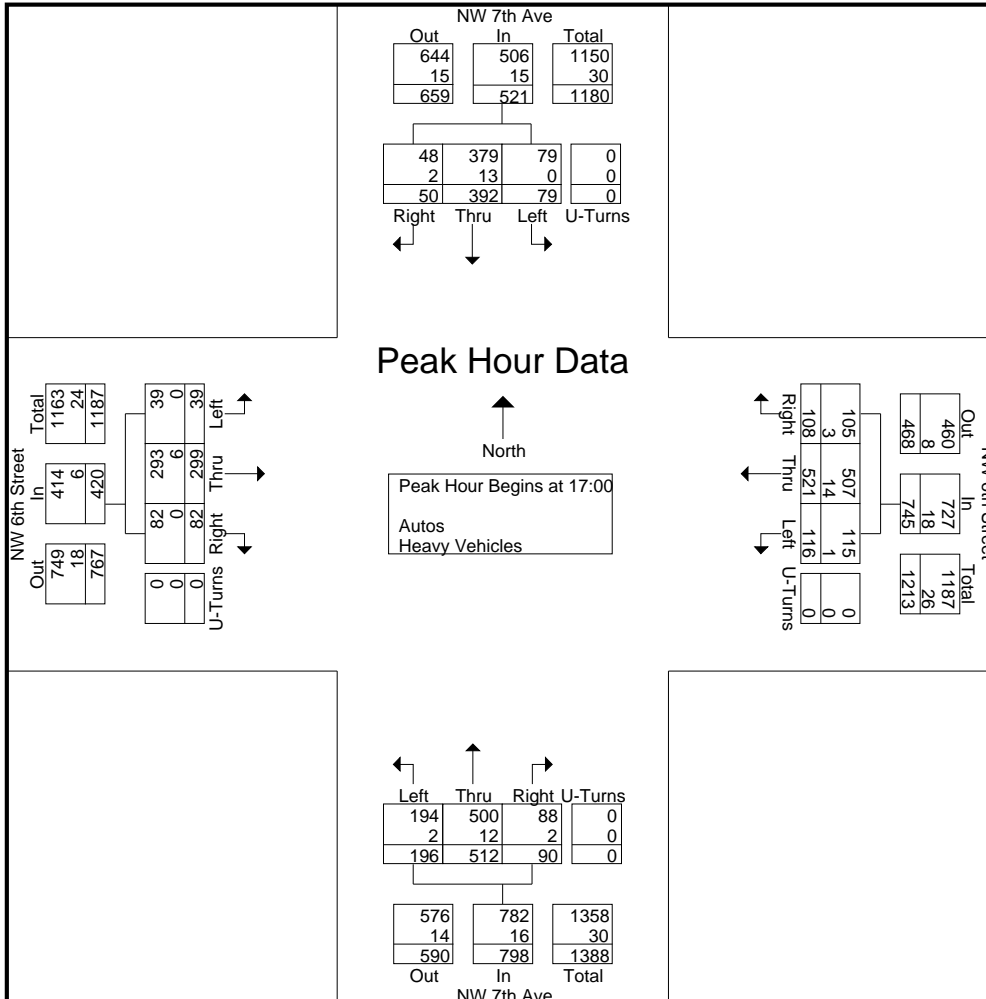 NW 7th Ave
Out In Total
644 506 1150
15 15 30
659 521 1180
48 379 79 0
2 13 0 0
50 392 79 0
Right Thru Left U-Turns
Peak Hour Data
North
Peak Hour Begins at 17:00
Autos
Heavy Vehicles
NW 6th Street
Total In Out
1163 414 749
24 6 18
1187 420 767
Left Thru Right U-Turns
39 293 82 0
0 6 0 0
39 299 82 0
Right Thru Left U-Turns
105 507 115 0
3 14 1 0
108 521 116 0
Out In Total
460 727 1187
8 18 26
468 745 1213
Left Thru Right U-Turns
194 500 88 0
2 12 2 0
196 512 90 0
576 782 1358
14 16 30
590 798 1388
Out In Total
NW 7th Ave